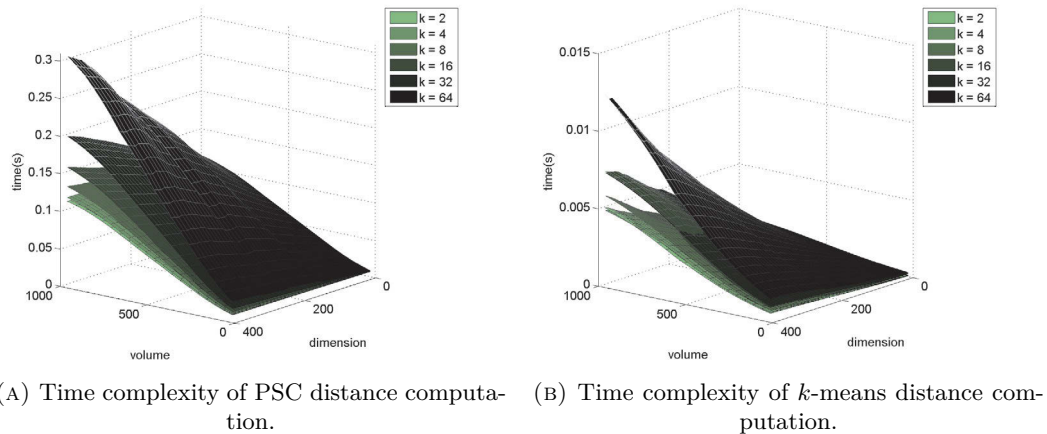 k = 2
k = 4
k = 8
k = 16
k = 32
k = 64
0.3
0.25
0.2
0.15
0.1
0.05
0
time(s)
1000
500
0
volume
400
200
0
dimension
k = 2
k = 4
k = 8
k = 16
k = 32
k = 64
0.015
0.01
0.005
0
time(s)
1000
500
0
volume
400
200
0
dimension
(A) Time complexity of PSC distance computa-
tion.
(B) Time complexity of k-means distance com-
putation.